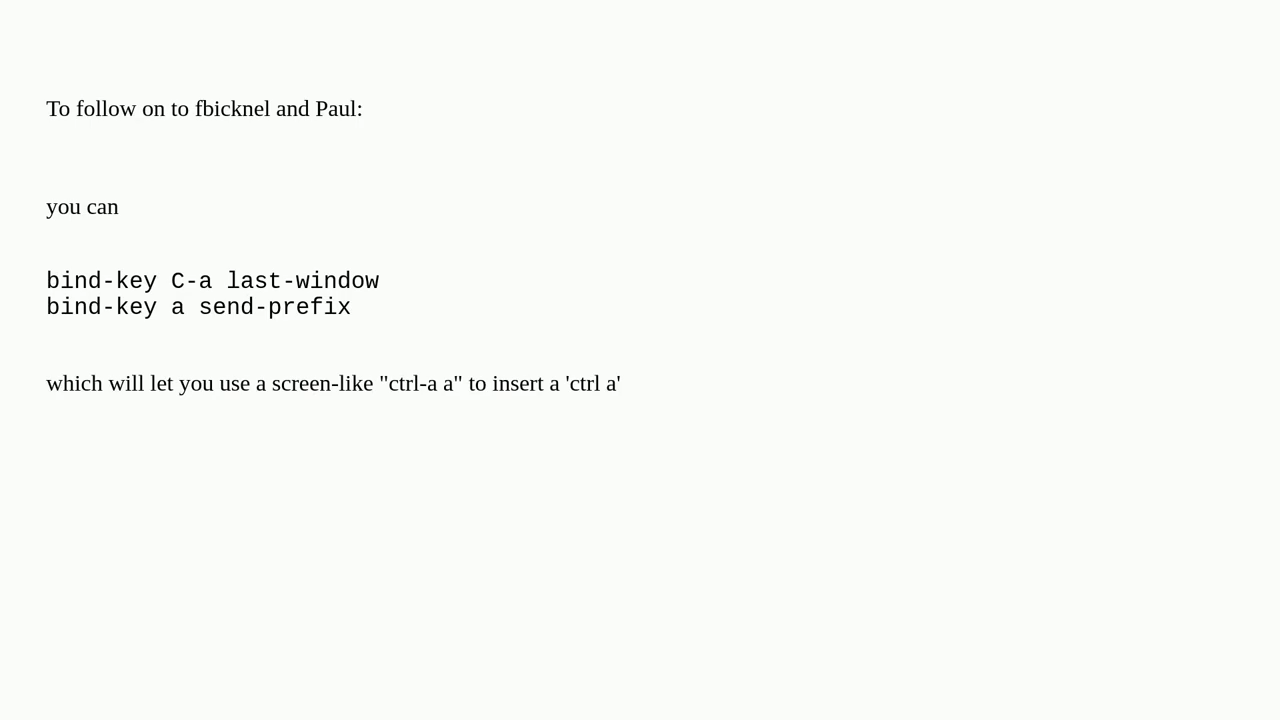 To follow on to fbicknel and Paul:
you can
bind-key C-a last-window
bind-key a send-prefix
which will let you use a screen-like "ctrl-a a" to insert a 'ctrl a'